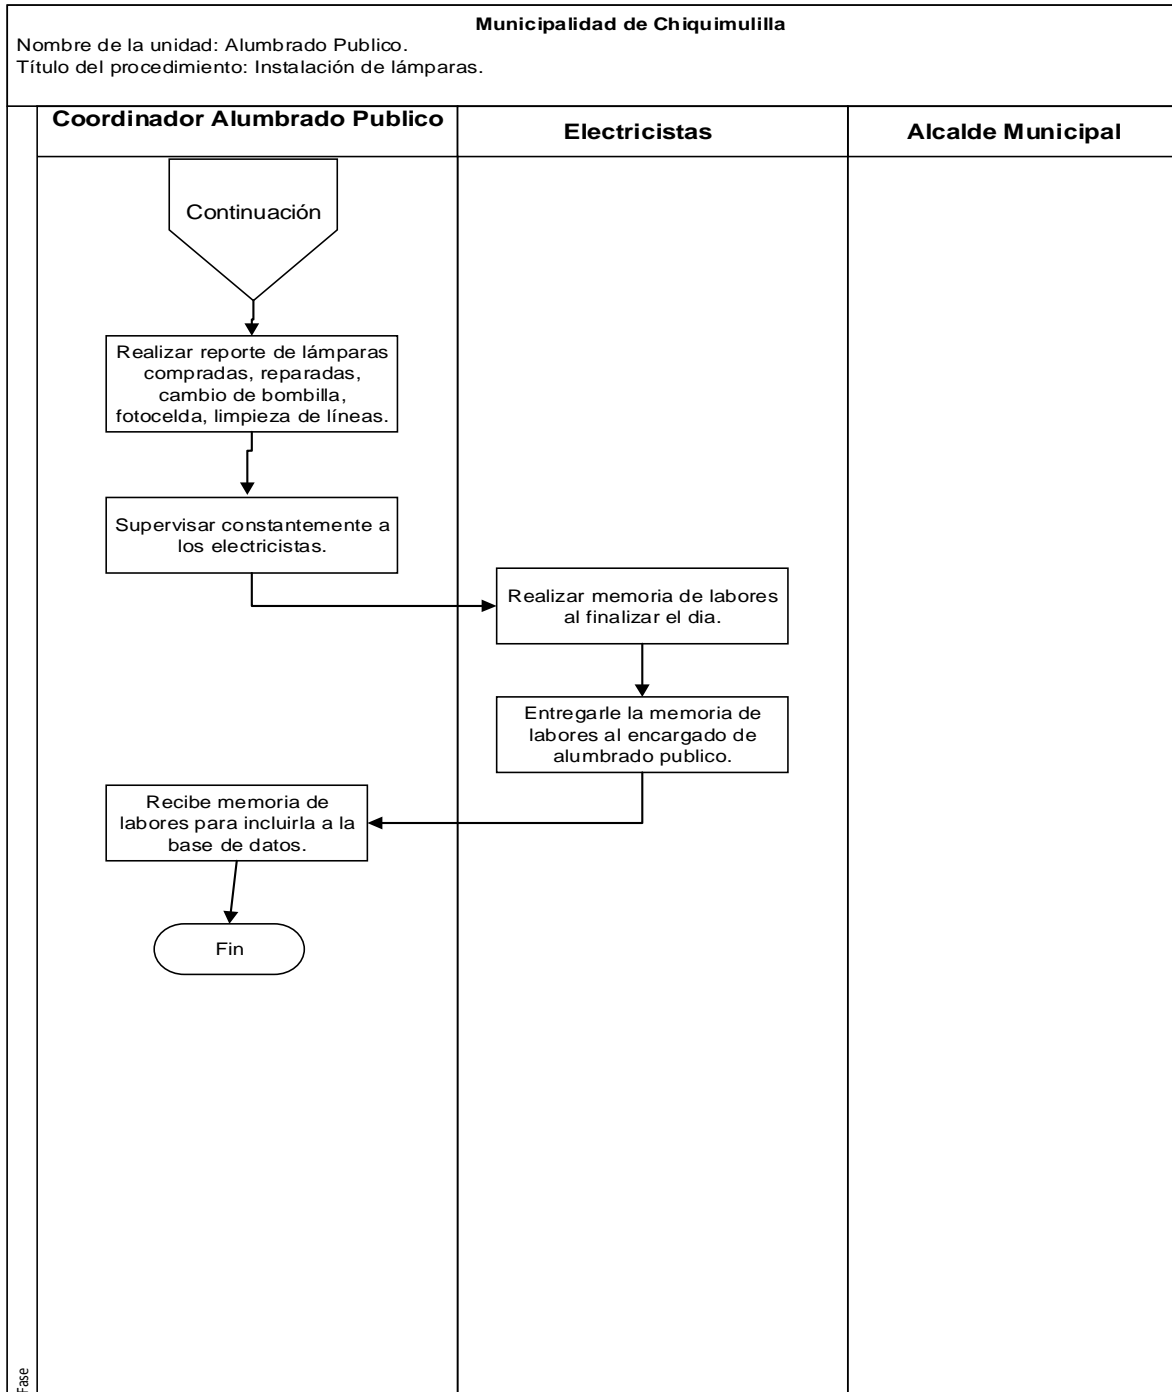 Municipalidad de Chiquimulilla
Nombre de la unidad: Alumbrado Publico.
Título del procedimiento: Instalación de lámparas.
Coordinador Alumbrado Publico
Electricistas
Alcalde Municipal
Continuación
Realizar reporte de lámparas
compradas, reparadas,
cambio de bombilla,
fotocelda, limpieza de líneas.
Supervisar constantemente a
los electricistas.
Realizar memoria de labores
al finalizar el dia.
Entregarle la memoria de
labores al encargado de
alumbrado publico.
Recibe memoria de
labores para incluirla a la
base de datos.
Fin
Fase